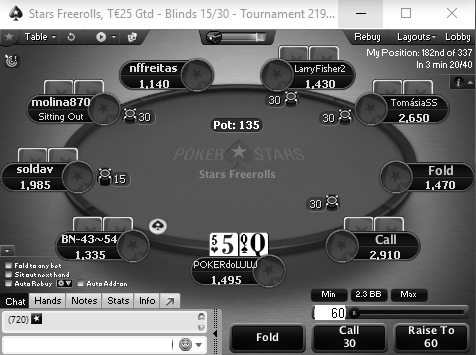 Stars Freerolls, T€25 Gtd - Blinds 15/30 - Tournament 219...
Table
Rebuy
Layouts
Lobby
My Position: 182nd of 337
In 3 min 20/40
nffreitas
1,140
LarryFisher2
1,430
molina870
Sitting Out
30
30
TomásiaSS
2,650
30
Pot: 135
POKER STARS
Stars Freerolls
soldav
1,985
15
Fold
1,470
30
BN-43~54
1,335
5 5 Q Q
Call
2,910
POKERdoLULU
1,495
Fold to any bet
Sit out next hand
Auto Rebuy
Auto Add-on
Min
2.3 BB
Max
60
Chat
Hands
Notes
Stats
Info
(720)
Fold
Call
30
Raise To
60